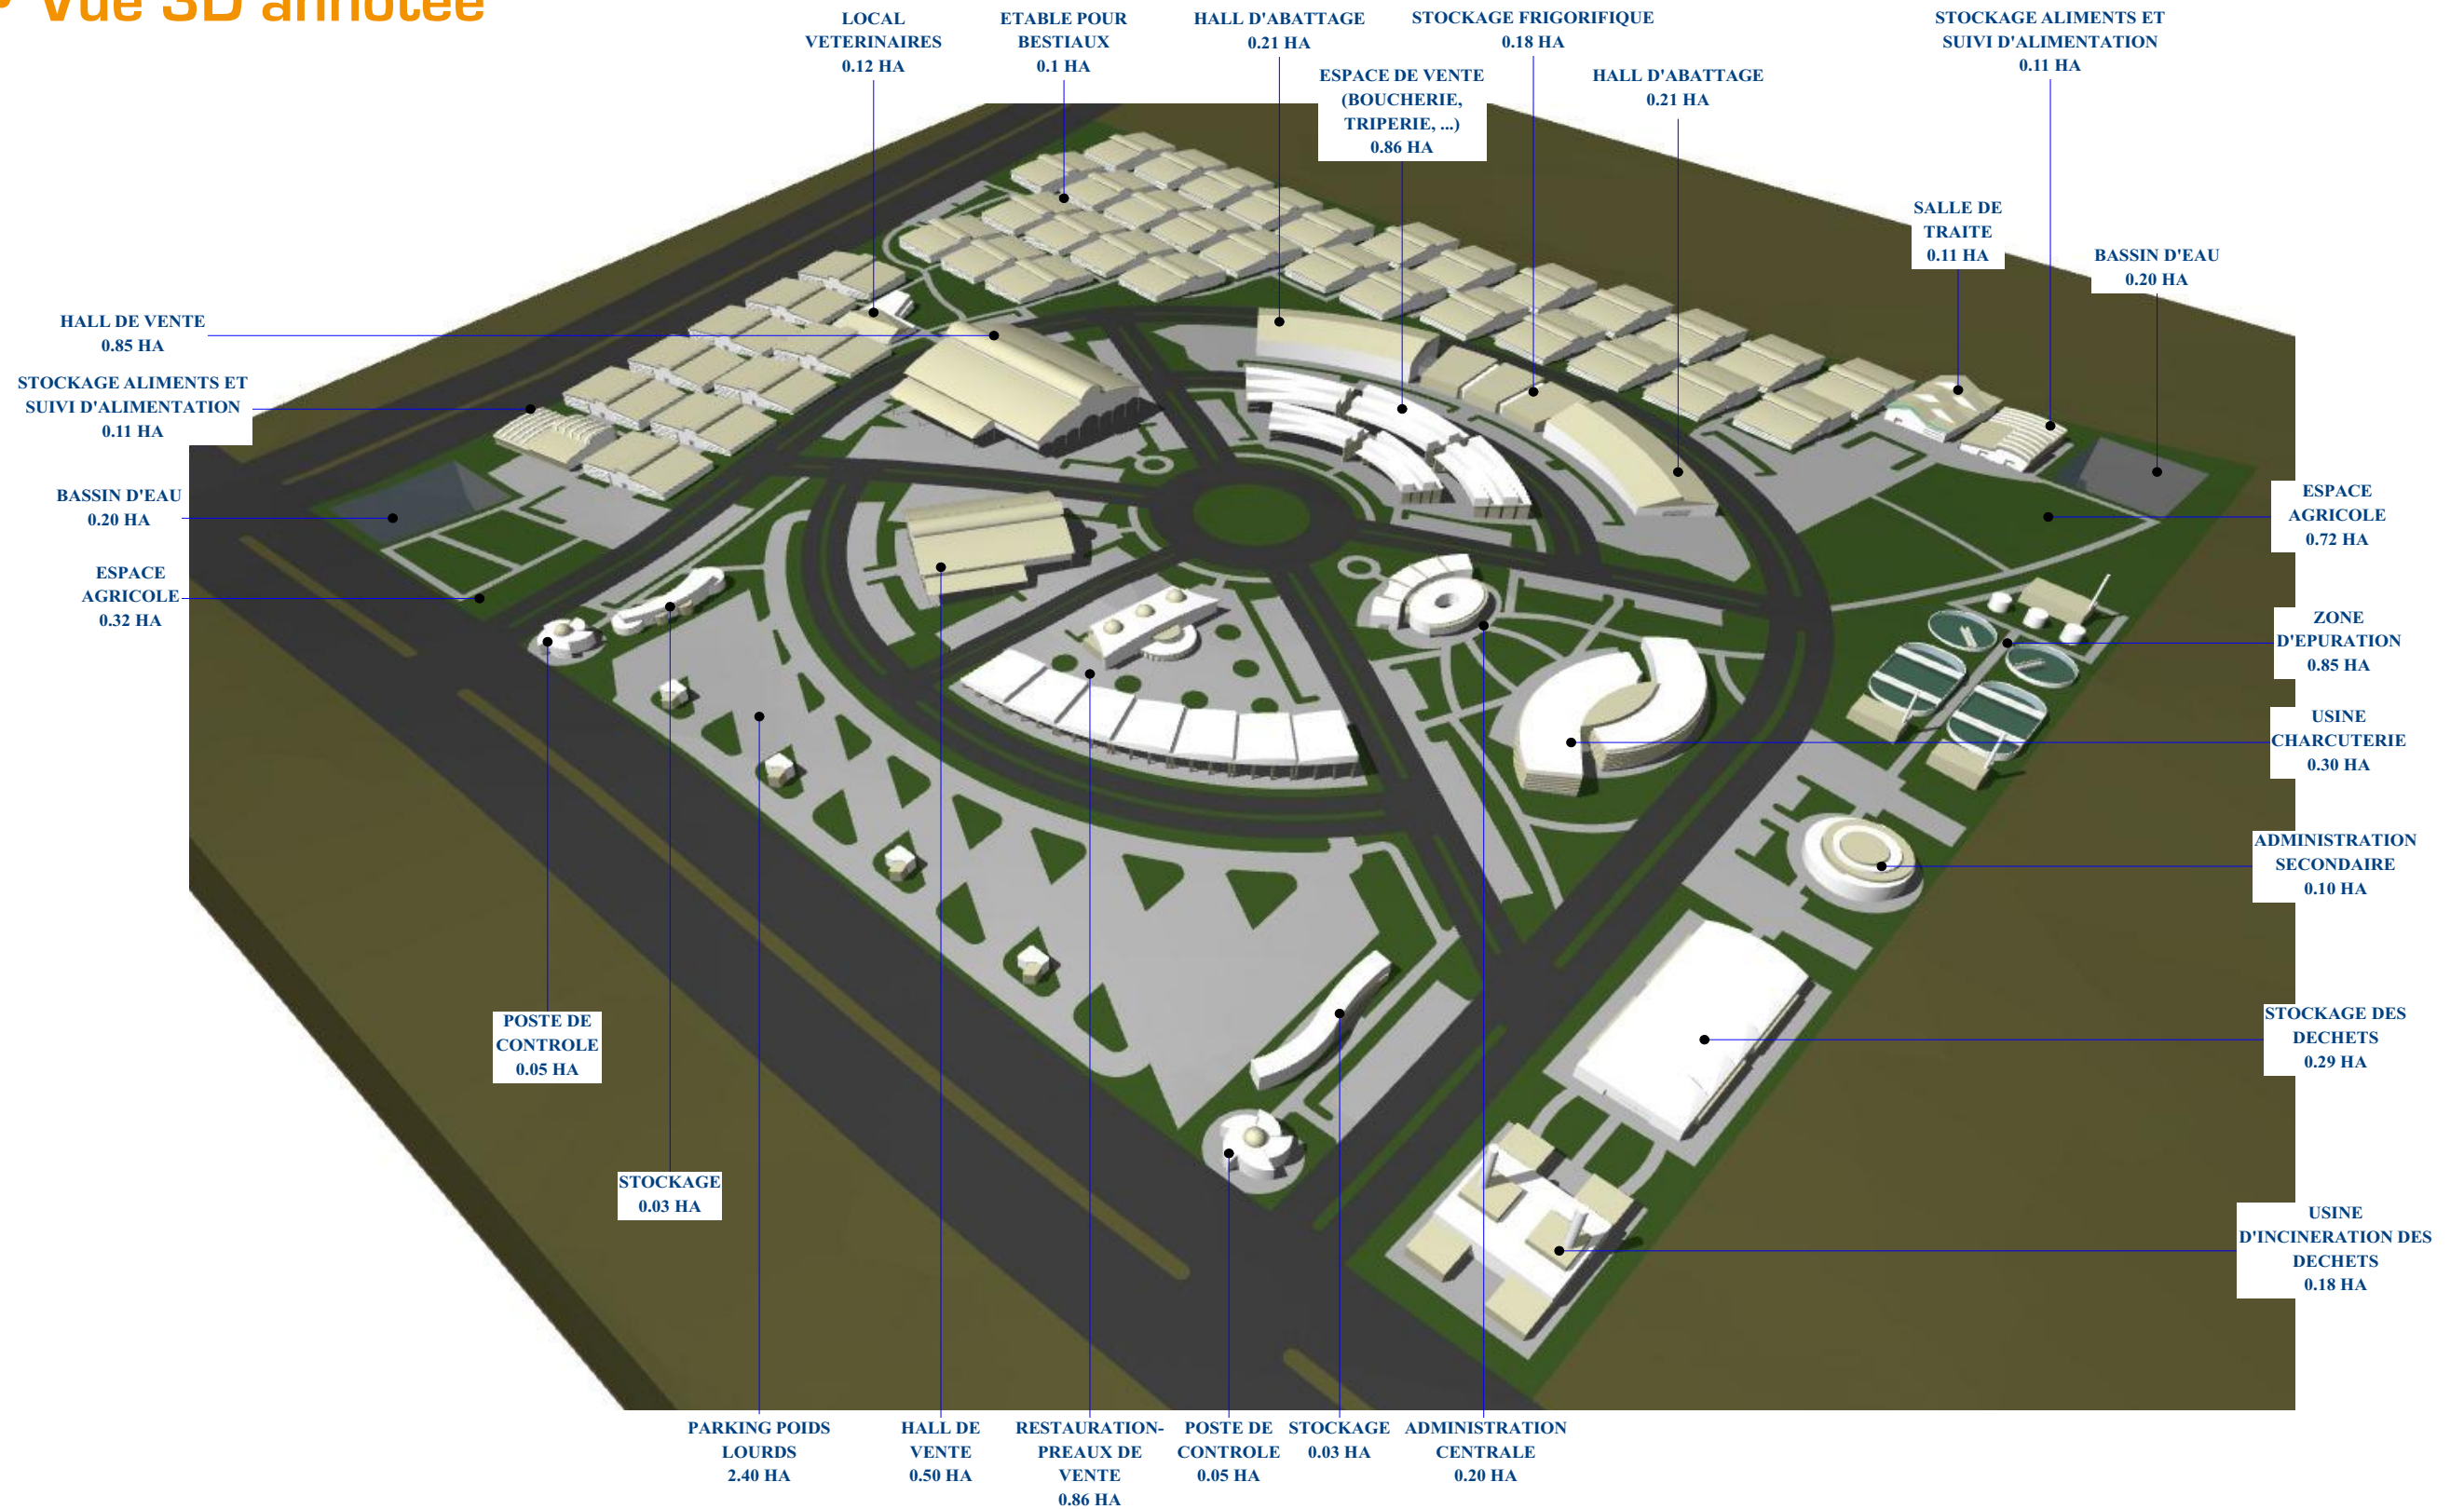 • Vue 3D annotée
LOCAL
VETERINAIRES
0.12 HA
ETABLE POUR
BESTIAUX
0.1 HA
HALL D'ABATTAGE
0.21 HA
STOCKAGE FRIGORIFIQUE
0.18 HA
ESPACE DE VENTE
(BOUCHERIE,
TRIPERIE, ...)
0.86 HA
HALL D'ABATTAGE
0.21 HA
STOCKAGE ALIMENTS ET
SUIVI D'ALIMENTATION
0.11 HA
SALLE DE
TRAITE
0.11 HA
BASSIN D'EAU
0.20 HA
HALL DE VENTE
0.85 HA
STOCKAGE ALIMENTS ET
SUIVI D'ALIMENTATION
0.11 HA
BASSIN D'EAU
0.20 HA
ESPACE
AGRICOLE
0.32 HA
ESPACE
AGRICOLE
0.72 HA
ZONE
D'EPURATION
0.85 HA
USINE
CHARCUTERIE
0.30 HA
ADMINISTRATION
SECONDAIRE
0.10 HA
STOCKAGE DES
DECHETS
0.29 HA
USINE
D'INCINERATION DES
DECHETS
0.18 HA
POSTE DE
CONTROLE
0.05 HA
STOCKAGE
0.03 HA
PARKING POIDS
LOURDS
2.40 HA
HALL DE
VENTE
0.50 HA
RESTAURATION-
PREAUX DE
VENTE
0.86 HA
POSTE DE
CONTROLE
0.05 HA
STOCKAGE
0.03 HA
ADMINISTRATION
CENTRALE
0.20 HA